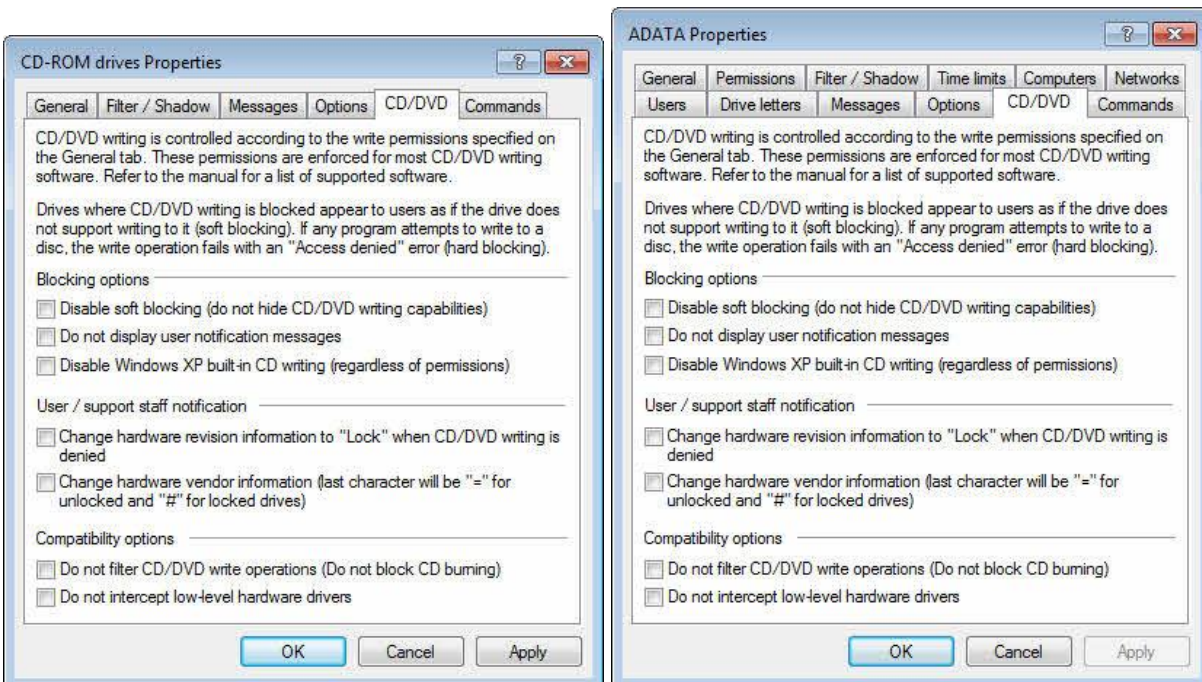 CD-ROM drives Properties
General Filter / Shadow Messages Options CD/DVD Commands
CD/DVD writing is controlled according to the write permissions specified on
the General tab. These permissions are enforced for most CD/DVD writing
software. Refer to the manual for a list of supported software.
Drives where CD/DVD writing is blocked appear to users as if the drive does
not support writing to it (soft blocking). If any program attempts to write to a
disc, the write operation fails with an "Access denied" error (hard blocking).
Blocking options
Disable soft blocking (do not hide CD/DVD writing capabilities)
Do not display user notification messages
Disable Windows XP built-in CD writing (regardless of permissions)
User / support staff notification
Change hardware revision information to "Lock" when CD/DVD writing is
denied
Change hardware vendor information (last character will be "=" for
unlocked and "#" for locked drives)
Compatibility options
Do not filter CD/DVD write operations (Do not block CD burning)
Do not intercept low-level hardware drivers
OK Cancel Apply
ADATA Properties
General Permissions Filter / Shadow Time limits Computers Networks
Users Drive letters Messages Options CD/DVD Commands
CD/DVD writing is controlled according to the write permissions specified on
the General tab. These permissions are enforced for most CD/DVD writing
software. Refer to the manual for a list of supported software.
Drives where CD/DVD writing is blocked appear to users as if the drive does
not support writing to it (soft blocking). If any program attempts to write to a
disc, the write operation fails with an "Access denied" error (hard blocking).
Blocking options
Disable soft blocking (do not hide CD/DVD writing capabilities)
Do not display user notification messages
Disable Windows XP built-in CD writing (regardless of permissions)
User / support staff notification
Change hardware revision information to "Lock" when CD/DVD writing is
denied
Change hardware vendor information (last character will be "=" for
unlocked and "#" for locked drives)
Compatibility options
Do not filter CD/DVD write operations (Do not block CD burning)
Do not intercept low-level hardware drivers
OK Cancel Apply